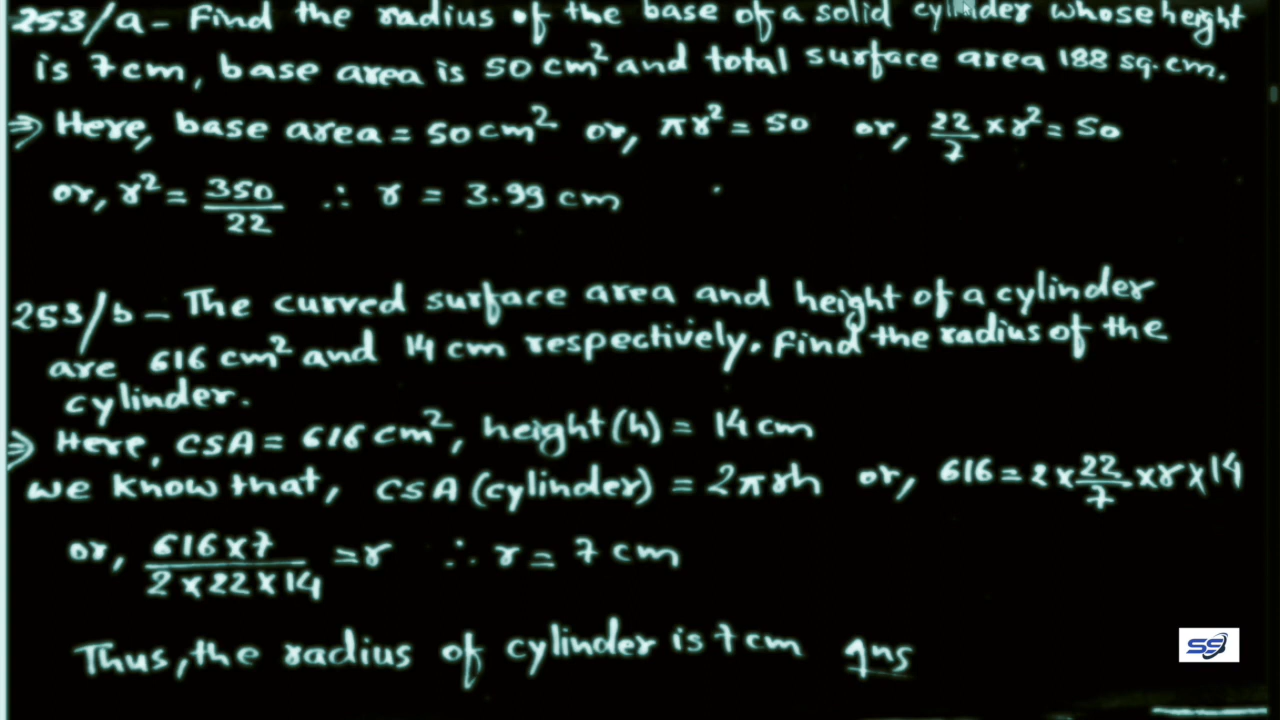 253/a - Find the radius of the base of a solid cylinder whose height
is 7cm, base area is 50 cm² and total surface area 188 sq.cm.
⇒ Here, base area = 50cm² or, πr² = 50 or, 22/7 × r² = 50
or, r² = 350/22 ∴ r = 3.99 cm
253/b - The curved surface area and height of a cylinder
are 616 cm² and 14 cm respectively. Find the radius of the
cylinder.
⇒ Here, CSA = 616 cm², height (h) = 14 cm
we know that, CSA (cylinder) = 2πrh or, 616 = 2 × 22/7 × r × 14
or, 616×7/2×22×14 = r ∴ r = 7 cm
Thus, the radius of cylinder is 7 cm Ans
SS